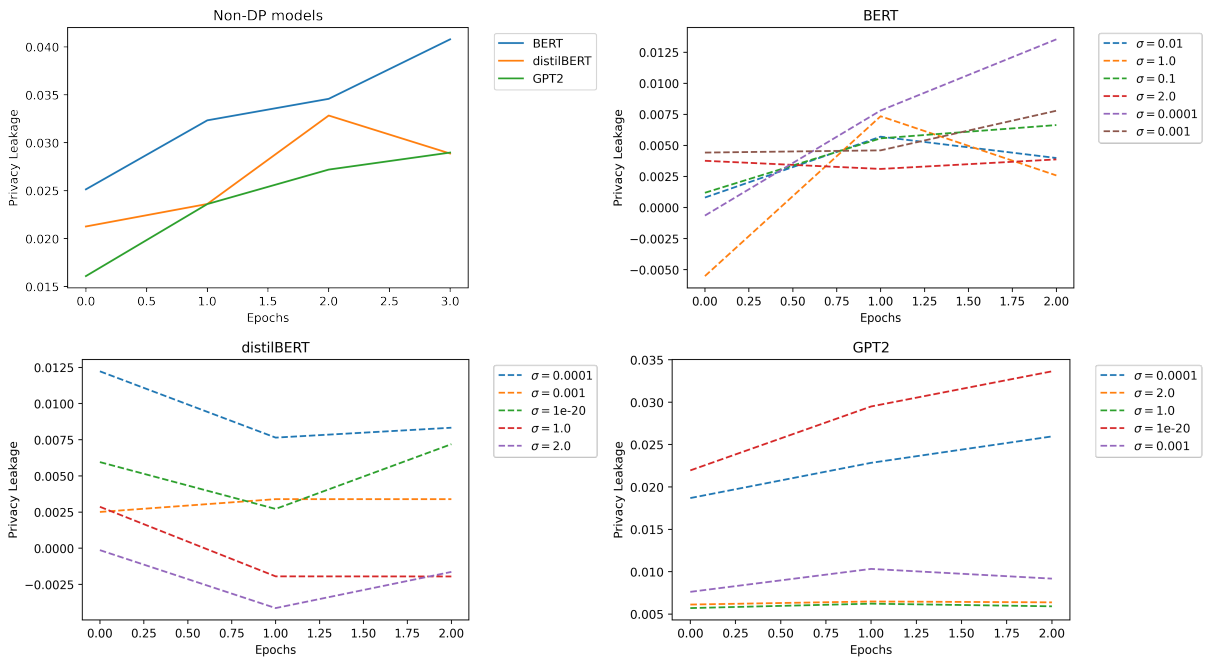 Non-DP models
0.040
0.035
0.030
0.025
0.020
0.015
Privacy Leakage
0.0 0.5 1.0 1.5 2.0 2.5 3.0
Epochs
BERT
distilBERT
GPT2
BERT
0.0125
0.0100
0.0075
0.0050
0.0025
0.0000
−0.0025
−0.0050
Privacy Leakage
0.00 0.25 0.50 0.75 1.00 1.25 1.50 1.75 2.00
Epochs
σ = 0.01
σ = 1.0
σ = 0.1
σ = 2.0
σ = 0.0001
σ = 0.001
distilBERT
0.0125
0.0100
0.0075
0.0050
0.0025
0.0000
−0.0025
Privacy Leakage
0.00 0.25 0.50 0.75 1.00 1.25 1.50 1.75 2.00
Epochs
σ = 0.0001
σ = 0.001
σ = 1e-20
σ = 1.0
σ = 2.0
GPT2
0.035
0.030
0.025
0.020
0.015
0.010
0.005
Privacy Leakage
0.00 0.25 0.50 0.75 1.00 1.25 1.50 1.75 2.00
Epochs
σ = 0.0001
σ = 2.0
σ = 1.0
σ = 1e-20
σ = 0.001